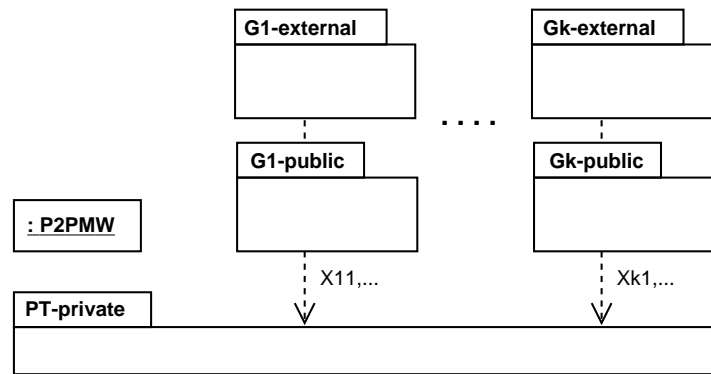 G1-external
Gk-external
. . . .
G1-public
Gk-public
: P2PMW
X11,...
Xk1,...
PT-private